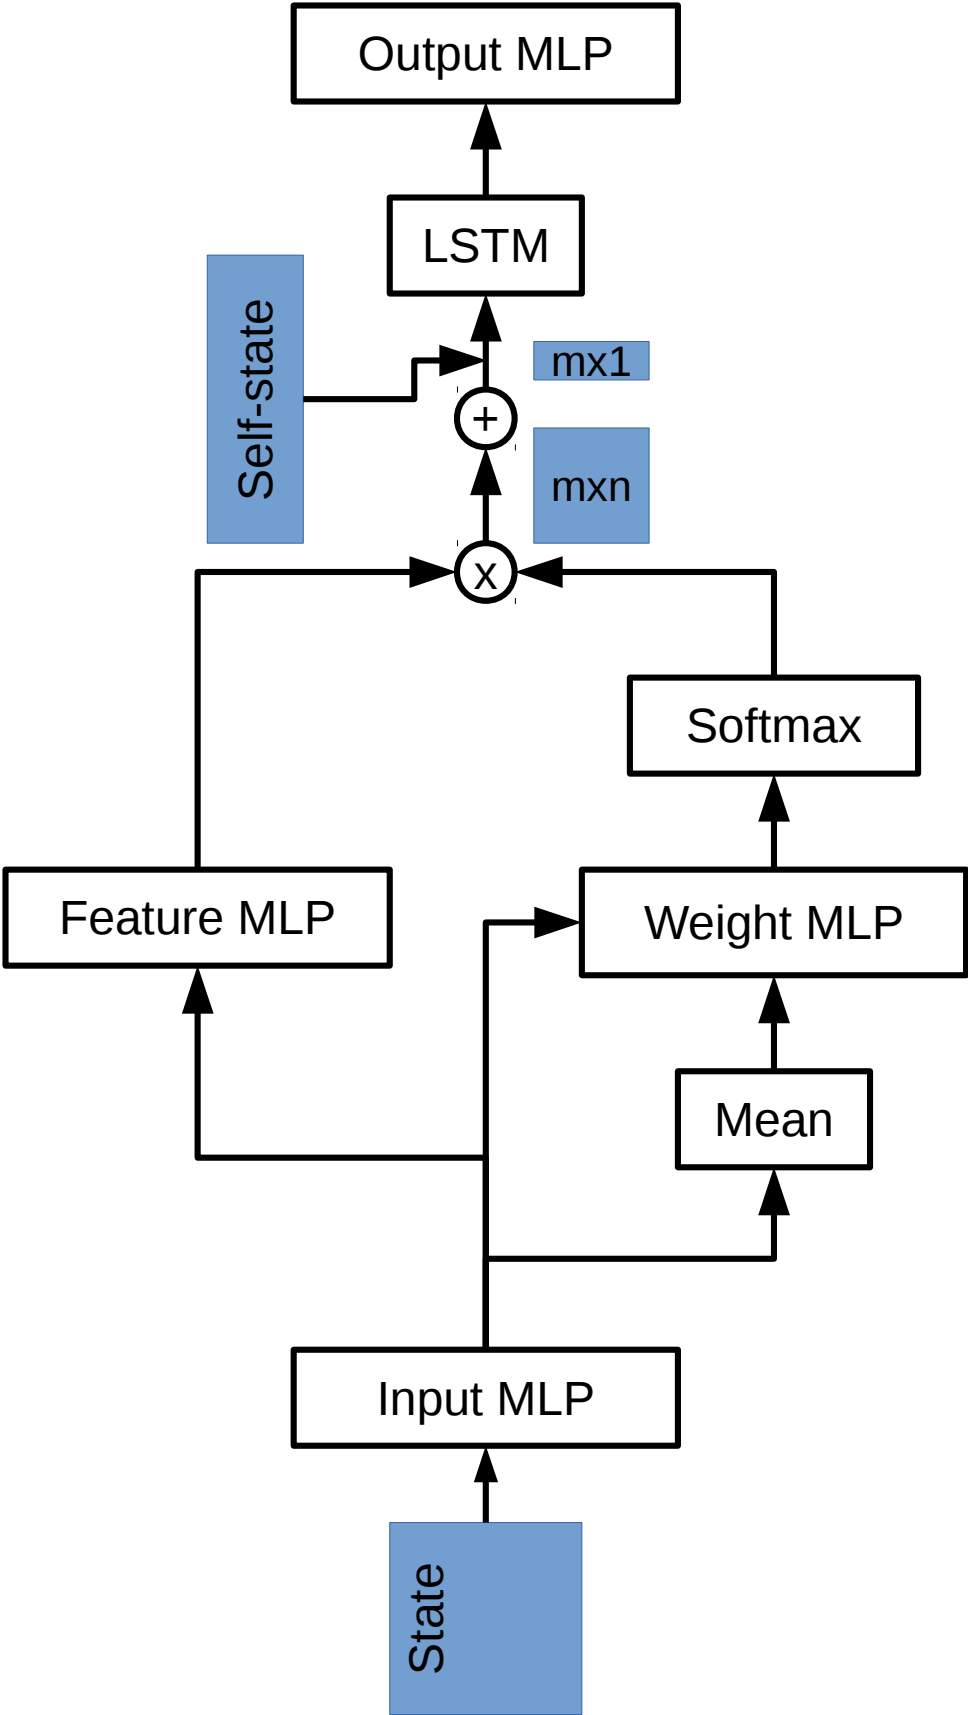 Output MLP
LSTM
Self-state
mx1
+
mxn
x
Softmax
Feature MLP
Weight MLP
Mean
Input MLP
State